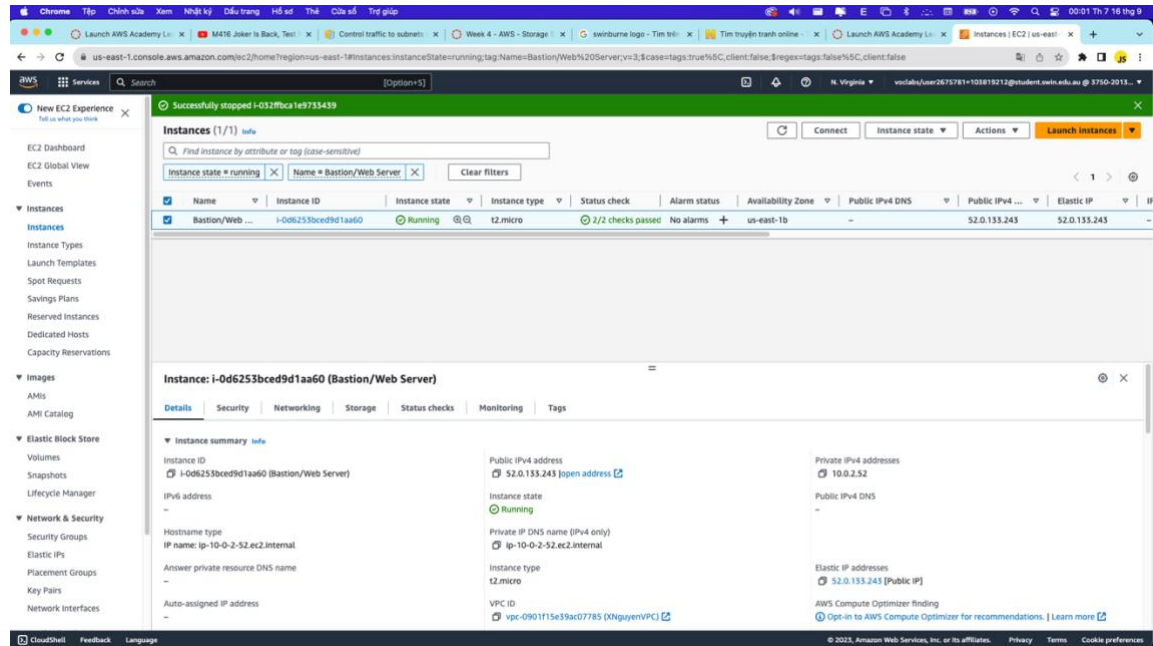 Chrome Tệp Chỉnh sửa Xem Nhật ký Dấu trang Hồ sơ Thẻ Cửa sổ Trợ giúp 00:01 Th 7 16 thg 9
Launch AWS Academy Le M416 Joker Is Back, Test Control traffic to subnets Week 4 - AWS - Storage swinburne logo - Tìm trên Tìm truyện tranh online - Launch AWS Academy Le Instances | EC2 | us-east-
us-east-1.console.aws.amazon.com/ec2/home?region=us-east-1#Instances:instanceState=running;tag:Name=Bastion/Web%20Server;v=3;$case=tags:true%5C,client:false;$regex=tags:false%5C,client:false
aws Services Search [Option+S] N. Virginia voclabs/user2675781=103819212@student.swin.edu.au @ 3750-2013...
New EC2 Experience
Tell us what you think
Successfully stopped i-032ffbca1e9733439
Instances (1/1) Info Connect Instance state Actions Launch instances
Find instance by attribute or tag (case-sensitive)
Instance state = running Name = Bastion/Web Server Clear filters
1
Name Instance ID Instance state Instance type Status check Alarm status Availability Zone Public IPv4 DNS Public IPv4 ... Elastic IP
Bastion/Web ... i-0d6253bced9d1aa60 Running t2.micro 2/2 checks passed No alarms + us-east-1b – 52.0.133.243 52.0.133.243 –
EC2 Dashboard
EC2 Global View
Events
Instances
Instances
Instance Types
Launch Templates
Spot Requests
Savings Plans
Reserved Instances
Dedicated Hosts
Capacity Reservations
Images
AMIs
AMI Catalog
Elastic Block Store
Volumes
Snapshots
Lifecycle Manager
Network & Security
Security Groups
Elastic IPs
Placement Groups
Key Pairs
Network Interfaces
Instance: i-0d6253bced9d1aa60 (Bastion/Web Server)
Details Security Networking Storage Status checks Monitoring Tags
Instance summary Info
Instance ID
i-0d6253bced9d1aa60 (Bastion/Web Server)
Public IPv4 address
52.0.133.243 |open address
Private IPv4 addresses
10.0.2.52
IPv6 address
–
Instance state
Running
Public IPv4 DNS
–
Hostname type
IP name: ip-10-0-2-52.ec2.internal
Private IP DNS name (IPv4 only)
ip-10-0-2-52.ec2.internal
Answer private resource DNS name
–
Instance type
t2.micro
Elastic IP addresses
52.0.133.243 [Public IP]
Auto-assigned IP address
–
VPC ID
vpc-0901f15e39ac07785 (XNguyenVPC)
AWS Compute Optimizer finding
Opt-in to AWS Compute Optimizer for recommendations. | Learn more
CloudShell Feedback Language © 2023, Amazon Web Services, Inc. or its affiliates. Privacy Terms Cookie preferences